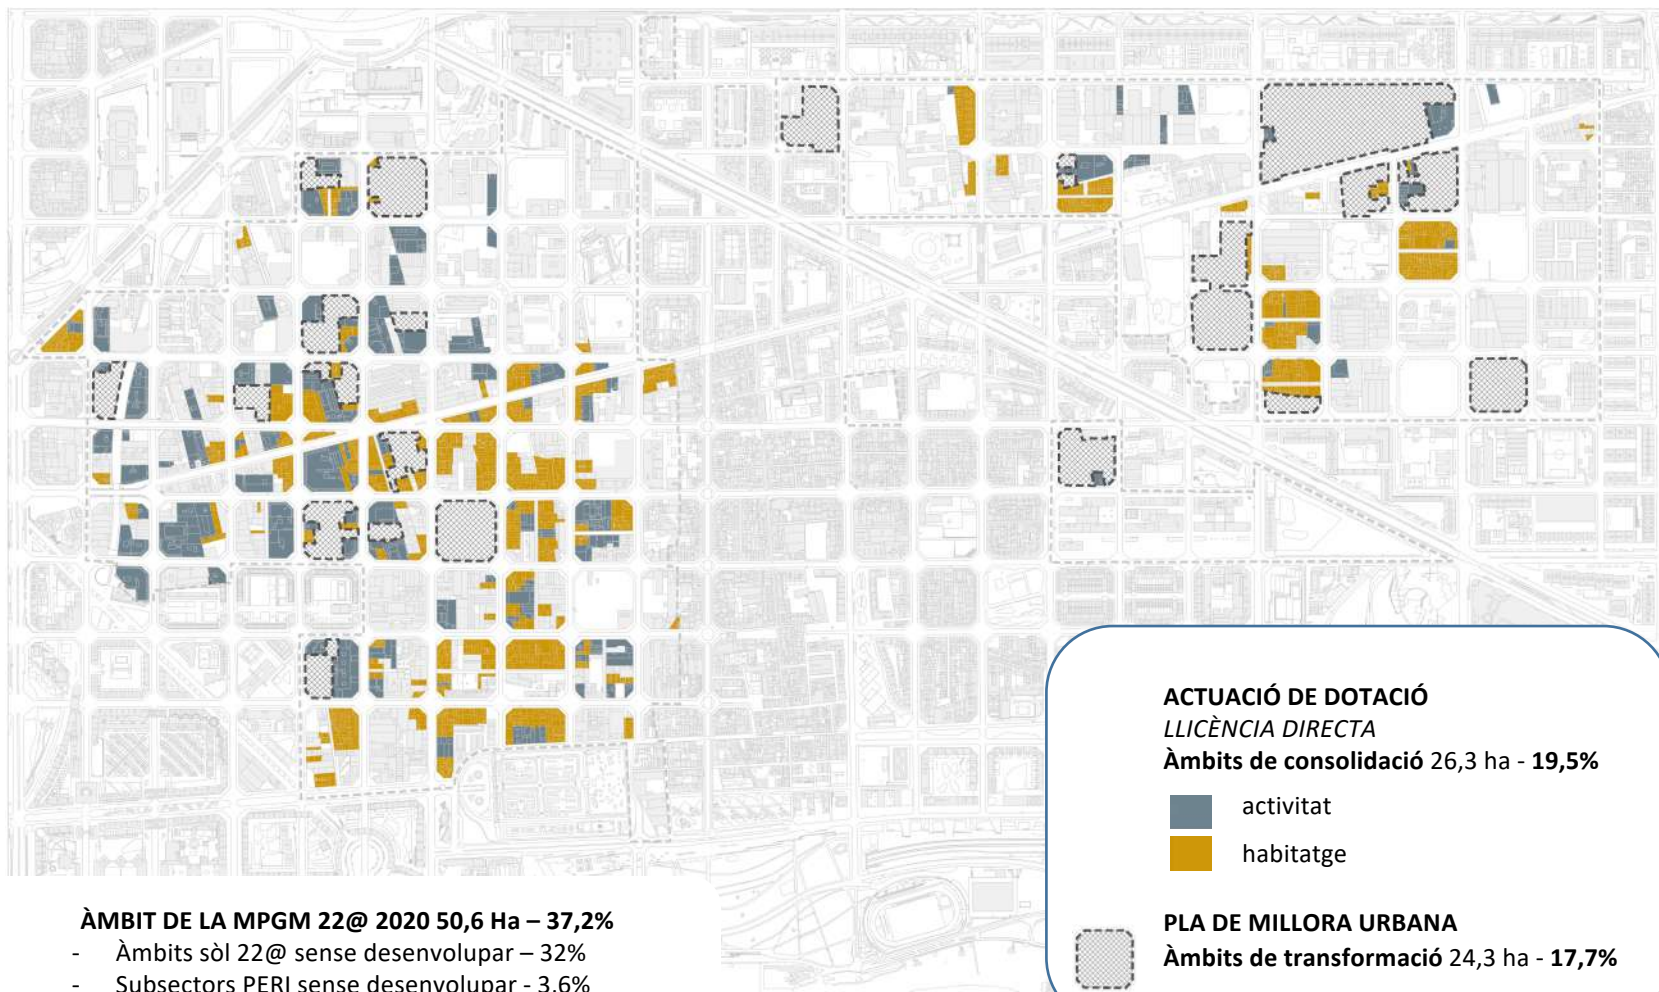 ACTUACIÓ DE DOTACIÓ
LLICÈNCIA DIRECTA
Àmbits de consolidació 26,3 ha - 19,5%
activitat
habitatge
PLA DE MILLORA URBANA
Àmbits de transformació 24,3 ha - 17,7%
ÀMBIT DE LA MPGM 22@ 2020 50,6 Ha – 37,2%
- Àmbits sòl 22@ sense desenvolupar – 32%
- Subsectors PERI sense desenvolupar - 3,6%